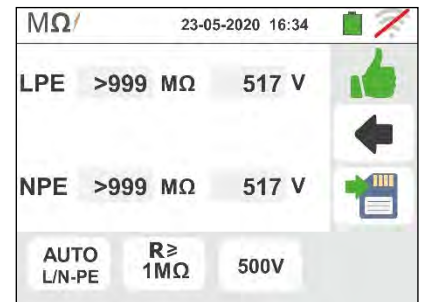 MΩ 23-05-2020 16:34
LPE >999 MΩ 517 V
NPE >999 MΩ 517 V
AUTO R≥ 500V
L/N-PE 1MΩ